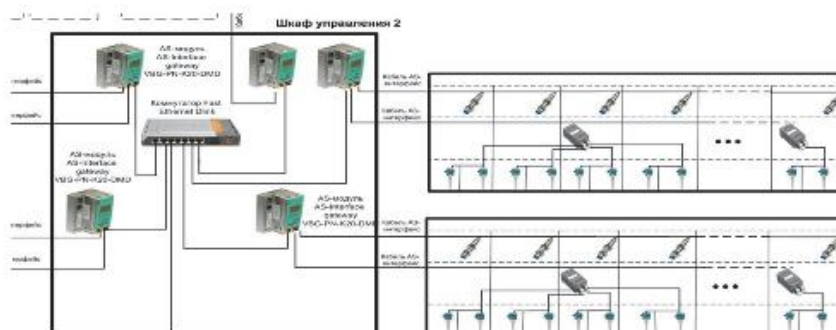 Шкаф управления 2
AS-модуль
AS-Interface
gateway
VBG-PN-K20-DMD
Коммутатор Fast
Ethernet Dlink
AS-модуль
AS-Interface
gateway
VBG-PN-K20-DMD
AS-модуль
AS-Interface
gateway
VBG-PN-K20-DMD
Кабель AS-
интерфейс
Кабель AS-
интерфейс
Кабель AS-
интерфейс
Кабель AS-
интерфейс